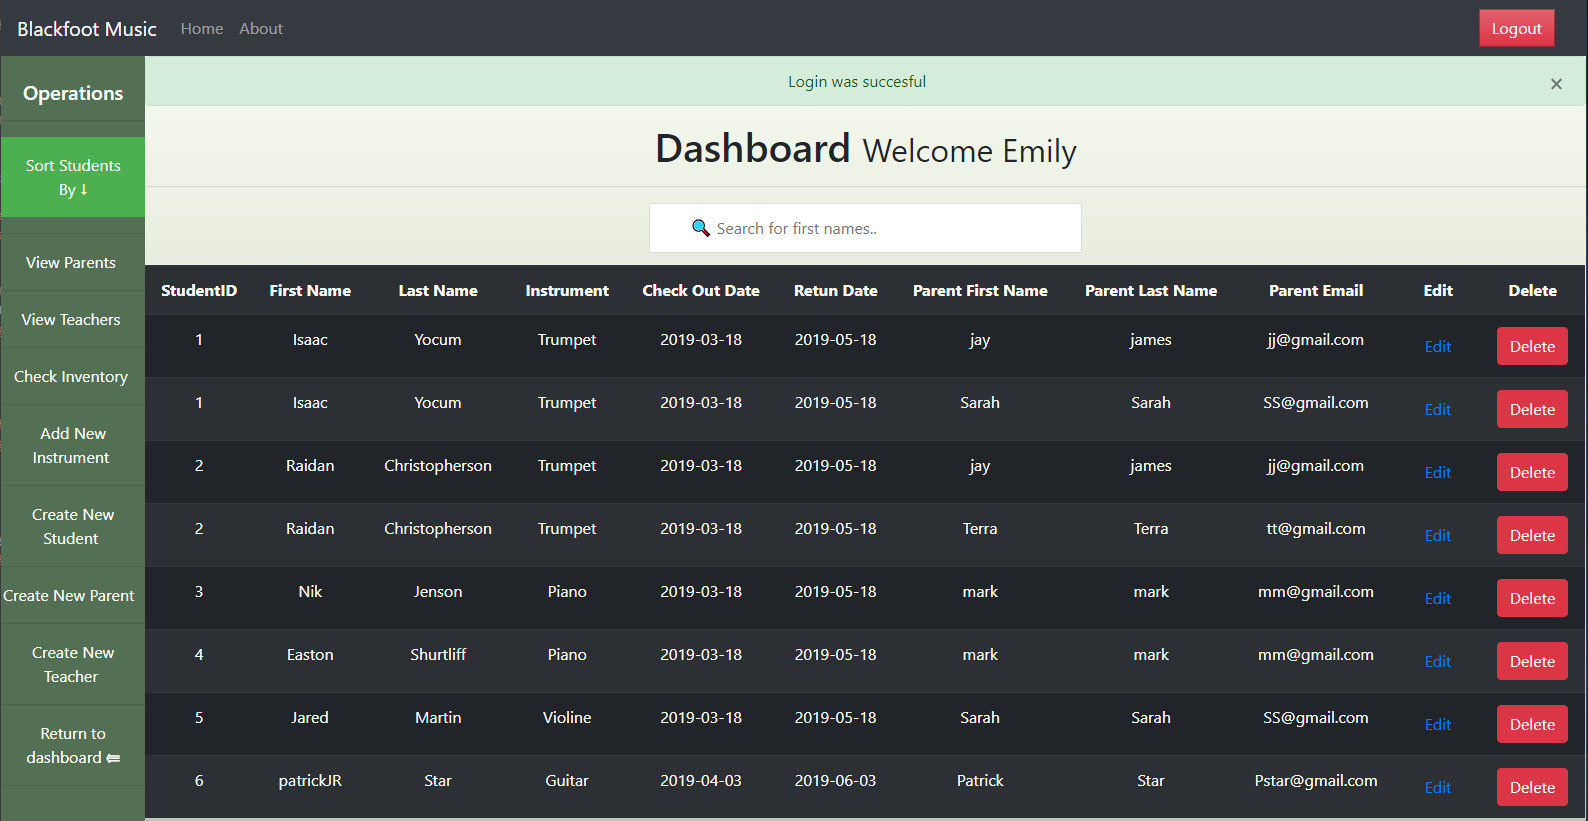 Blackfoot Music Home About Logout
Operations
Sort Students
By ↓
View Parents
View Teachers
Check Inventory
Add New
Instrument
Create New
Student
Create New Parent
Create New
Teacher
Return to
dashboard ⇚
Login was succesful ×
Dashboard Welcome Emily
Search for first names..
StudentID First Name Last Name Instrument Check Out Date Retun Date Parent First Name Parent Last Name Parent Email Edit Delete
1 Isaac Yocum Trumpet 2019-03-18 2019-05-18 jay james jj@gmail.com Edit Delete
1 Isaac Yocum Trumpet 2019-03-18 2019-05-18 Sarah Sarah SS@gmail.com Edit Delete
2 Raidan Christopherson Trumpet 2019-03-18 2019-05-18 jay james jj@gmail.com Edit Delete
2 Raidan Christopherson Trumpet 2019-03-18 2019-05-18 Terra Terra tt@gmail.com Edit Delete
3 Nik Jenson Piano 2019-03-18 2019-05-18 mark mark mm@gmail.com Edit Delete
4 Easton Shurtliff Piano 2019-03-18 2019-05-18 mark mark mm@gmail.com Edit Delete
5 Jared Martin Violine 2019-03-18 2019-05-18 Sarah Sarah SS@gmail.com Edit Delete
6 patrickJR Star Guitar 2019-04-03 2019-06-03 Patrick Star Pstar@gmail.com Edit Delete